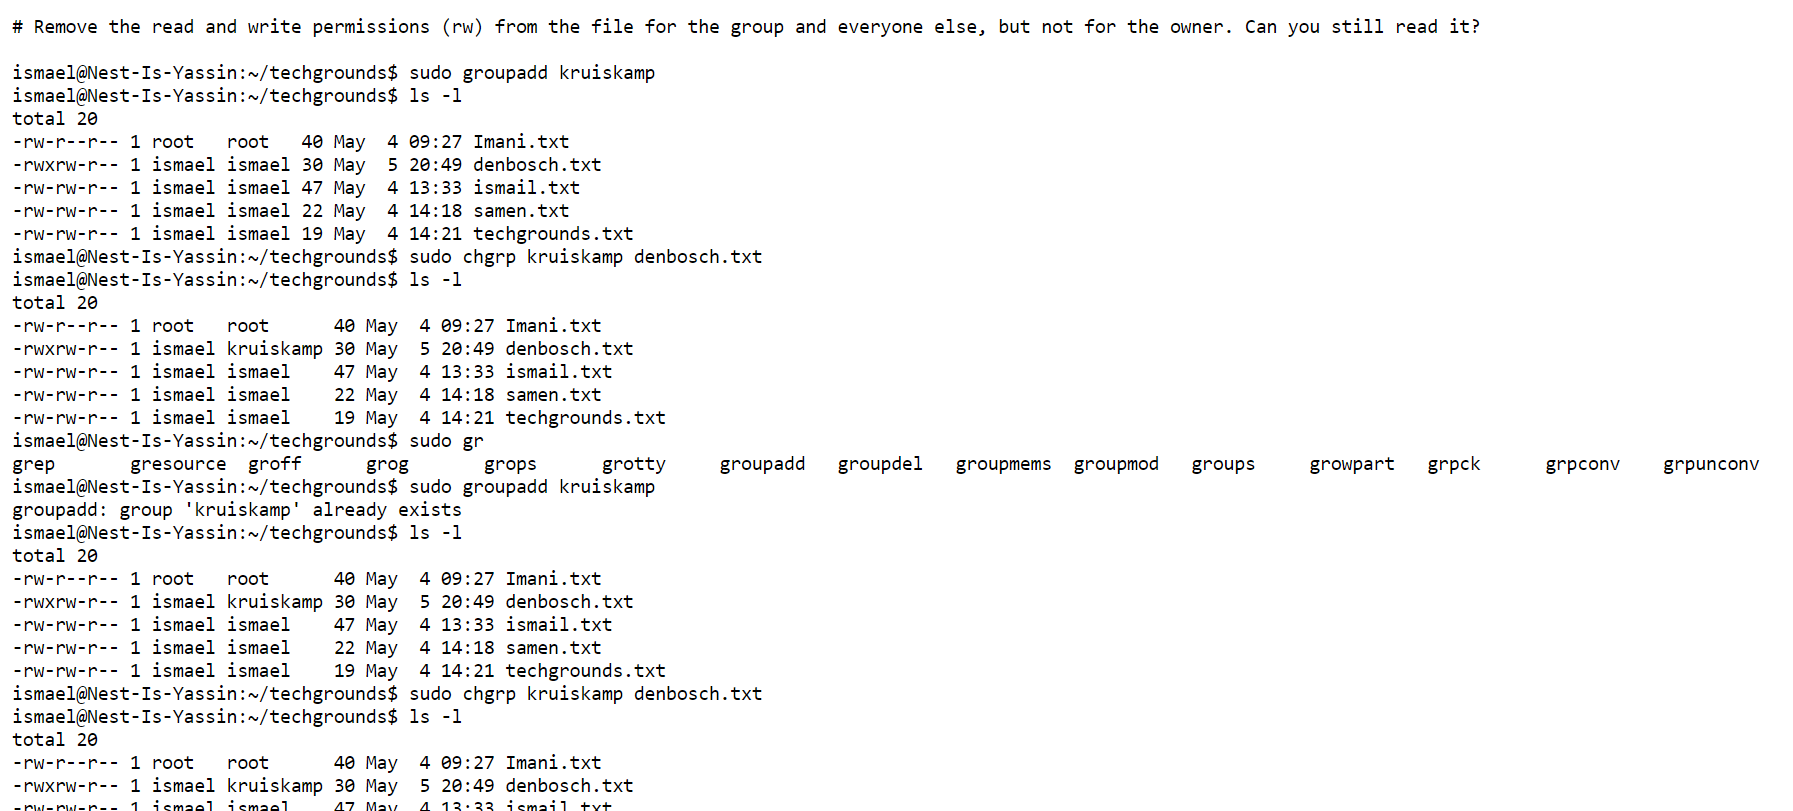 # Remove the read and write permissions (rw) from the file for the group and everyone else, but not for the owner. Can you still read it?
ismael@Nest-Is-Yassin:~/techgrounds$ sudo groupadd kruiskamp
ismael@Nest-Is-Yassin:~/techgrounds$ ls -l
total 20
-rw-r--r-- 1 root   root   40 May  4 09:27 Imani.txt
-rwxrw-r-- 1 ismael ismael 30 May  5 20:49 denbosch.txt
-rw-rw-r-- 1 ismael ismael 47 May  4 13:33 ismail.txt
-rw-rw-r-- 1 ismael ismael 22 May  4 14:18 samen.txt
-rw-rw-r-- 1 ismael ismael 19 May  4 14:21 techgrounds.txt
ismael@Nest-Is-Yassin:~/techgrounds$ sudo chgrp kruiskamp denbosch.txt
ismael@Nest-Is-Yassin:~/techgrounds$ ls -l
total 20
-rw-r--r-- 1 root   root      40 May  4 09:27 Imani.txt
-rwxrw-r-- 1 ismael kruiskamp 30 May  5 20:49 denbosch.txt
-rw-rw-r-- 1 ismael ismael    47 May  4 13:33 ismail.txt
-rw-rw-r-- 1 ismael ismael    22 May  4 14:18 samen.txt
-rw-rw-r-- 1 ismael ismael    19 May  4 14:21 techgrounds.txt
ismael@Nest-Is-Yassin:~/techgrounds$ sudo gr
grep       gresource  groff      grog       grops      grotty     groupadd   groupdel   groupmems  groupmod   groups     growpart   grpck      grpconv    grpunconv
ismael@Nest-Is-Yassin:~/techgrounds$ sudo groupadd kruiskamp
groupadd: group 'kruiskamp' already exists
ismael@Nest-Is-Yassin:~/techgrounds$ ls -l
total 20
-rw-r--r-- 1 root   root      40 May  4 09:27 Imani.txt
-rwxrw-r-- 1 ismael kruiskamp 30 May  5 20:49 denbosch.txt
-rw-rw-r-- 1 ismael ismael    47 May  4 13:33 ismail.txt
-rw-rw-r-- 1 ismael ismael    22 May  4 14:18 samen.txt
-rw-rw-r-- 1 ismael ismael    19 May  4 14:21 techgrounds.txt
ismael@Nest-Is-Yassin:~/techgrounds$ sudo chgrp kruiskamp denbosch.txt
ismael@Nest-Is-Yassin:~/techgrounds$ ls -l
total 20
-rw-r--r-- 1 root   root      40 May  4 09:27 Imani.txt
-rwxrw-r-- 1 ismael kruiskamp 30 May  5 20:49 denbosch.txt
-rw-rw-r-- 1 ismael ismael    47 May  4 13:33 ismail.txt